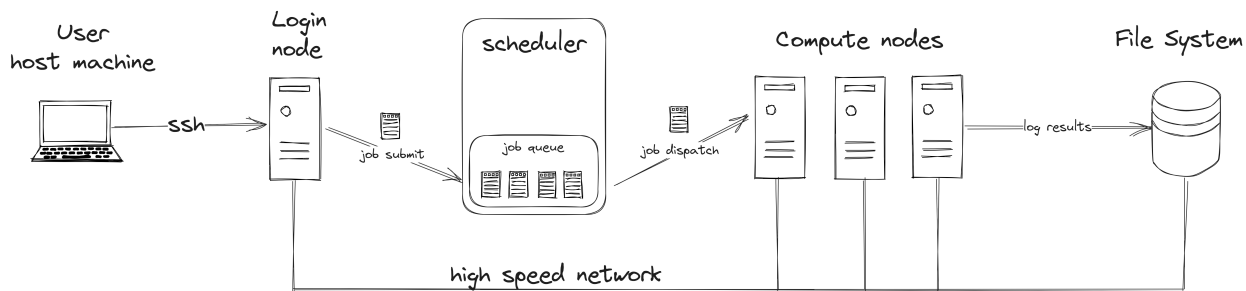 User
host machine
Login
node
scheduler
Compute nodes
File System
ssh
job submit
job queue
job dispatch
log results
high speed network